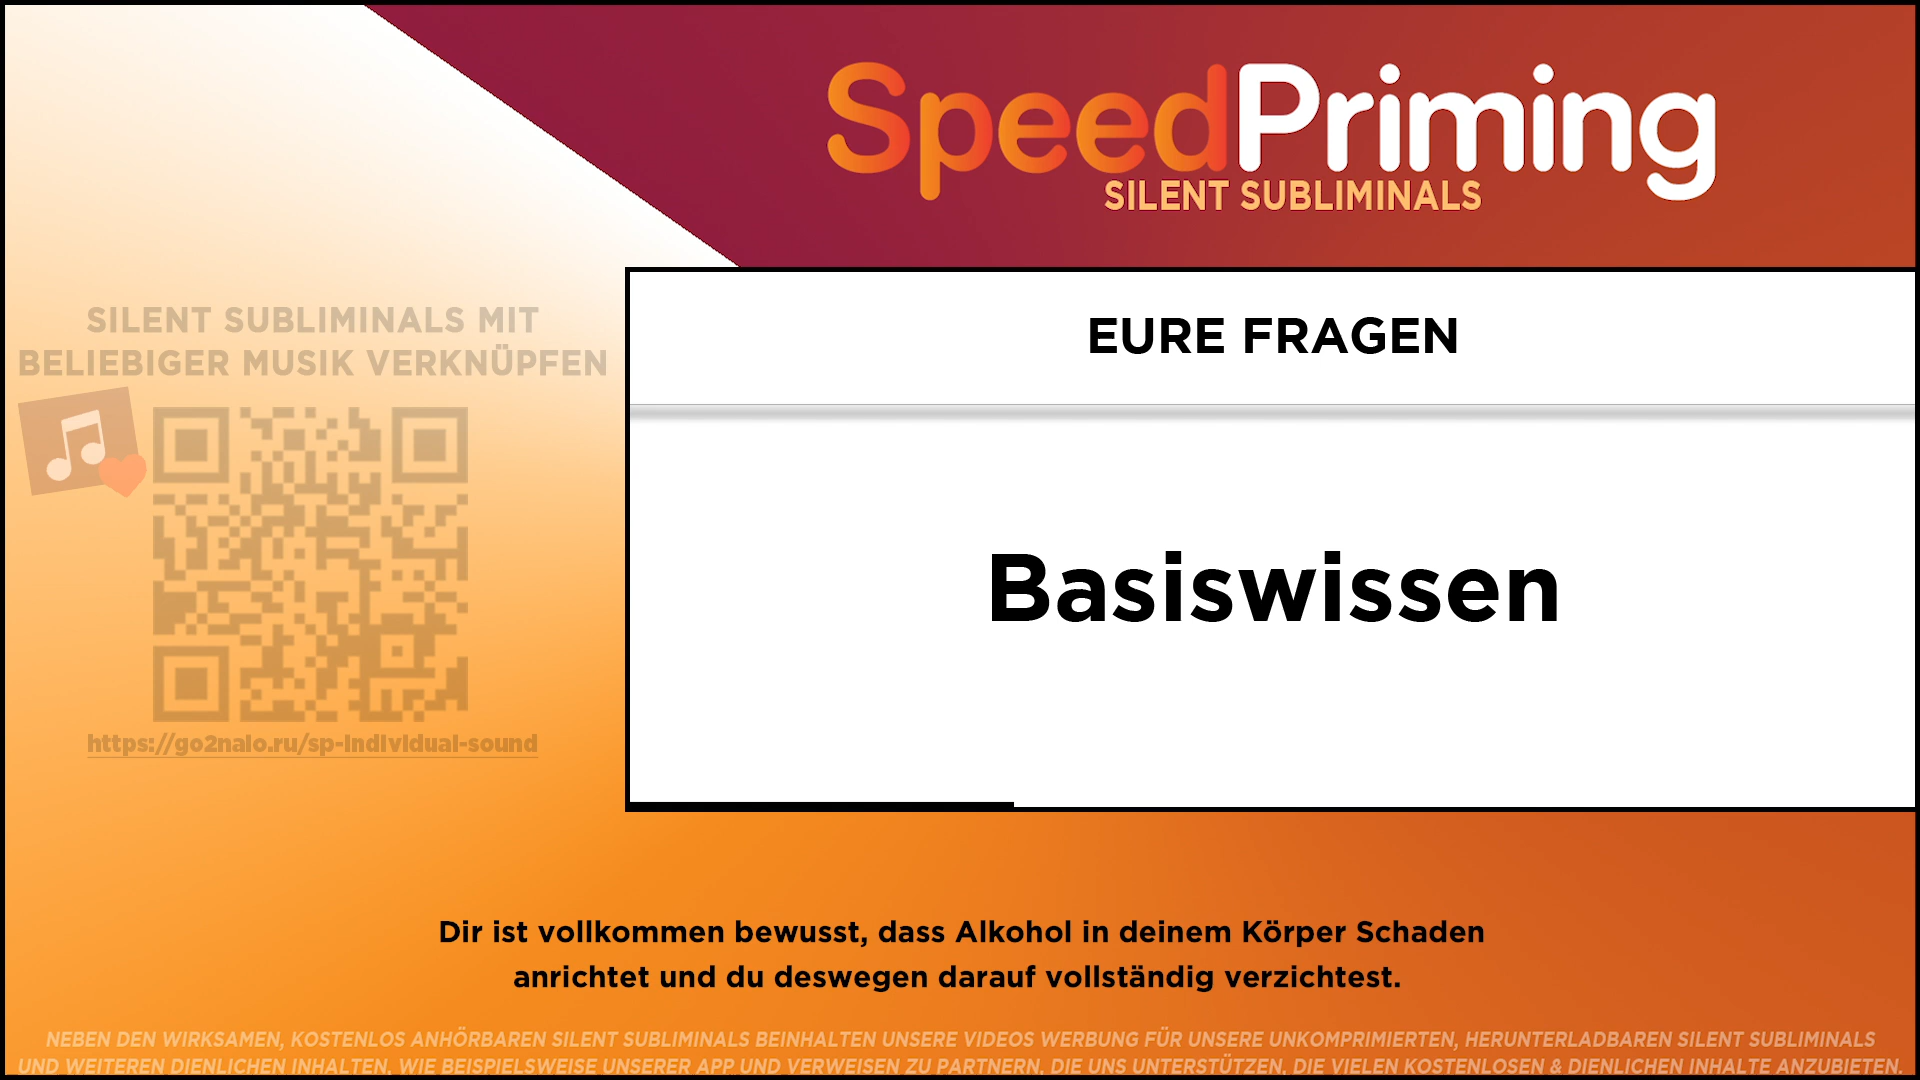 SpeedPriming
SILENT SUBLIMINALS
SILENT SUBLIMINALS MIT
BELIEBIGER MUSIK VERKNÜPFEN
https://go2nalo.ru/sp-individual-sound
EURE FRAGEN
Basiswissen
Dir ist vollkommen bewusst, dass Alkohol in deinem Körper Schaden
anrichtet und du deswegen darauf vollständig verzichtest.
NEBEN DEN WIRKSAMEN, KOSTENLOS ANHÖRBAREN SILENT SUBLIMINALS BEINHALTEN UNSERE VIDEOS WERBUNG FÜR UNSERE UNKOMPRIMIERTEN, HERUNTERLADBAREN SILENT SUBLIMINALS
UND WEITEREN DIENLICHEN INHALTEN, WIE BEISPIELSWEISE UNSERER APP UND VERWEISEN ZU PARTNERN, DIE UNS UNTERSTÜTZEN, DIE VIELEN KOSTENLOSEN & DIENLICHEN INHALTE ANZUBIETEN.